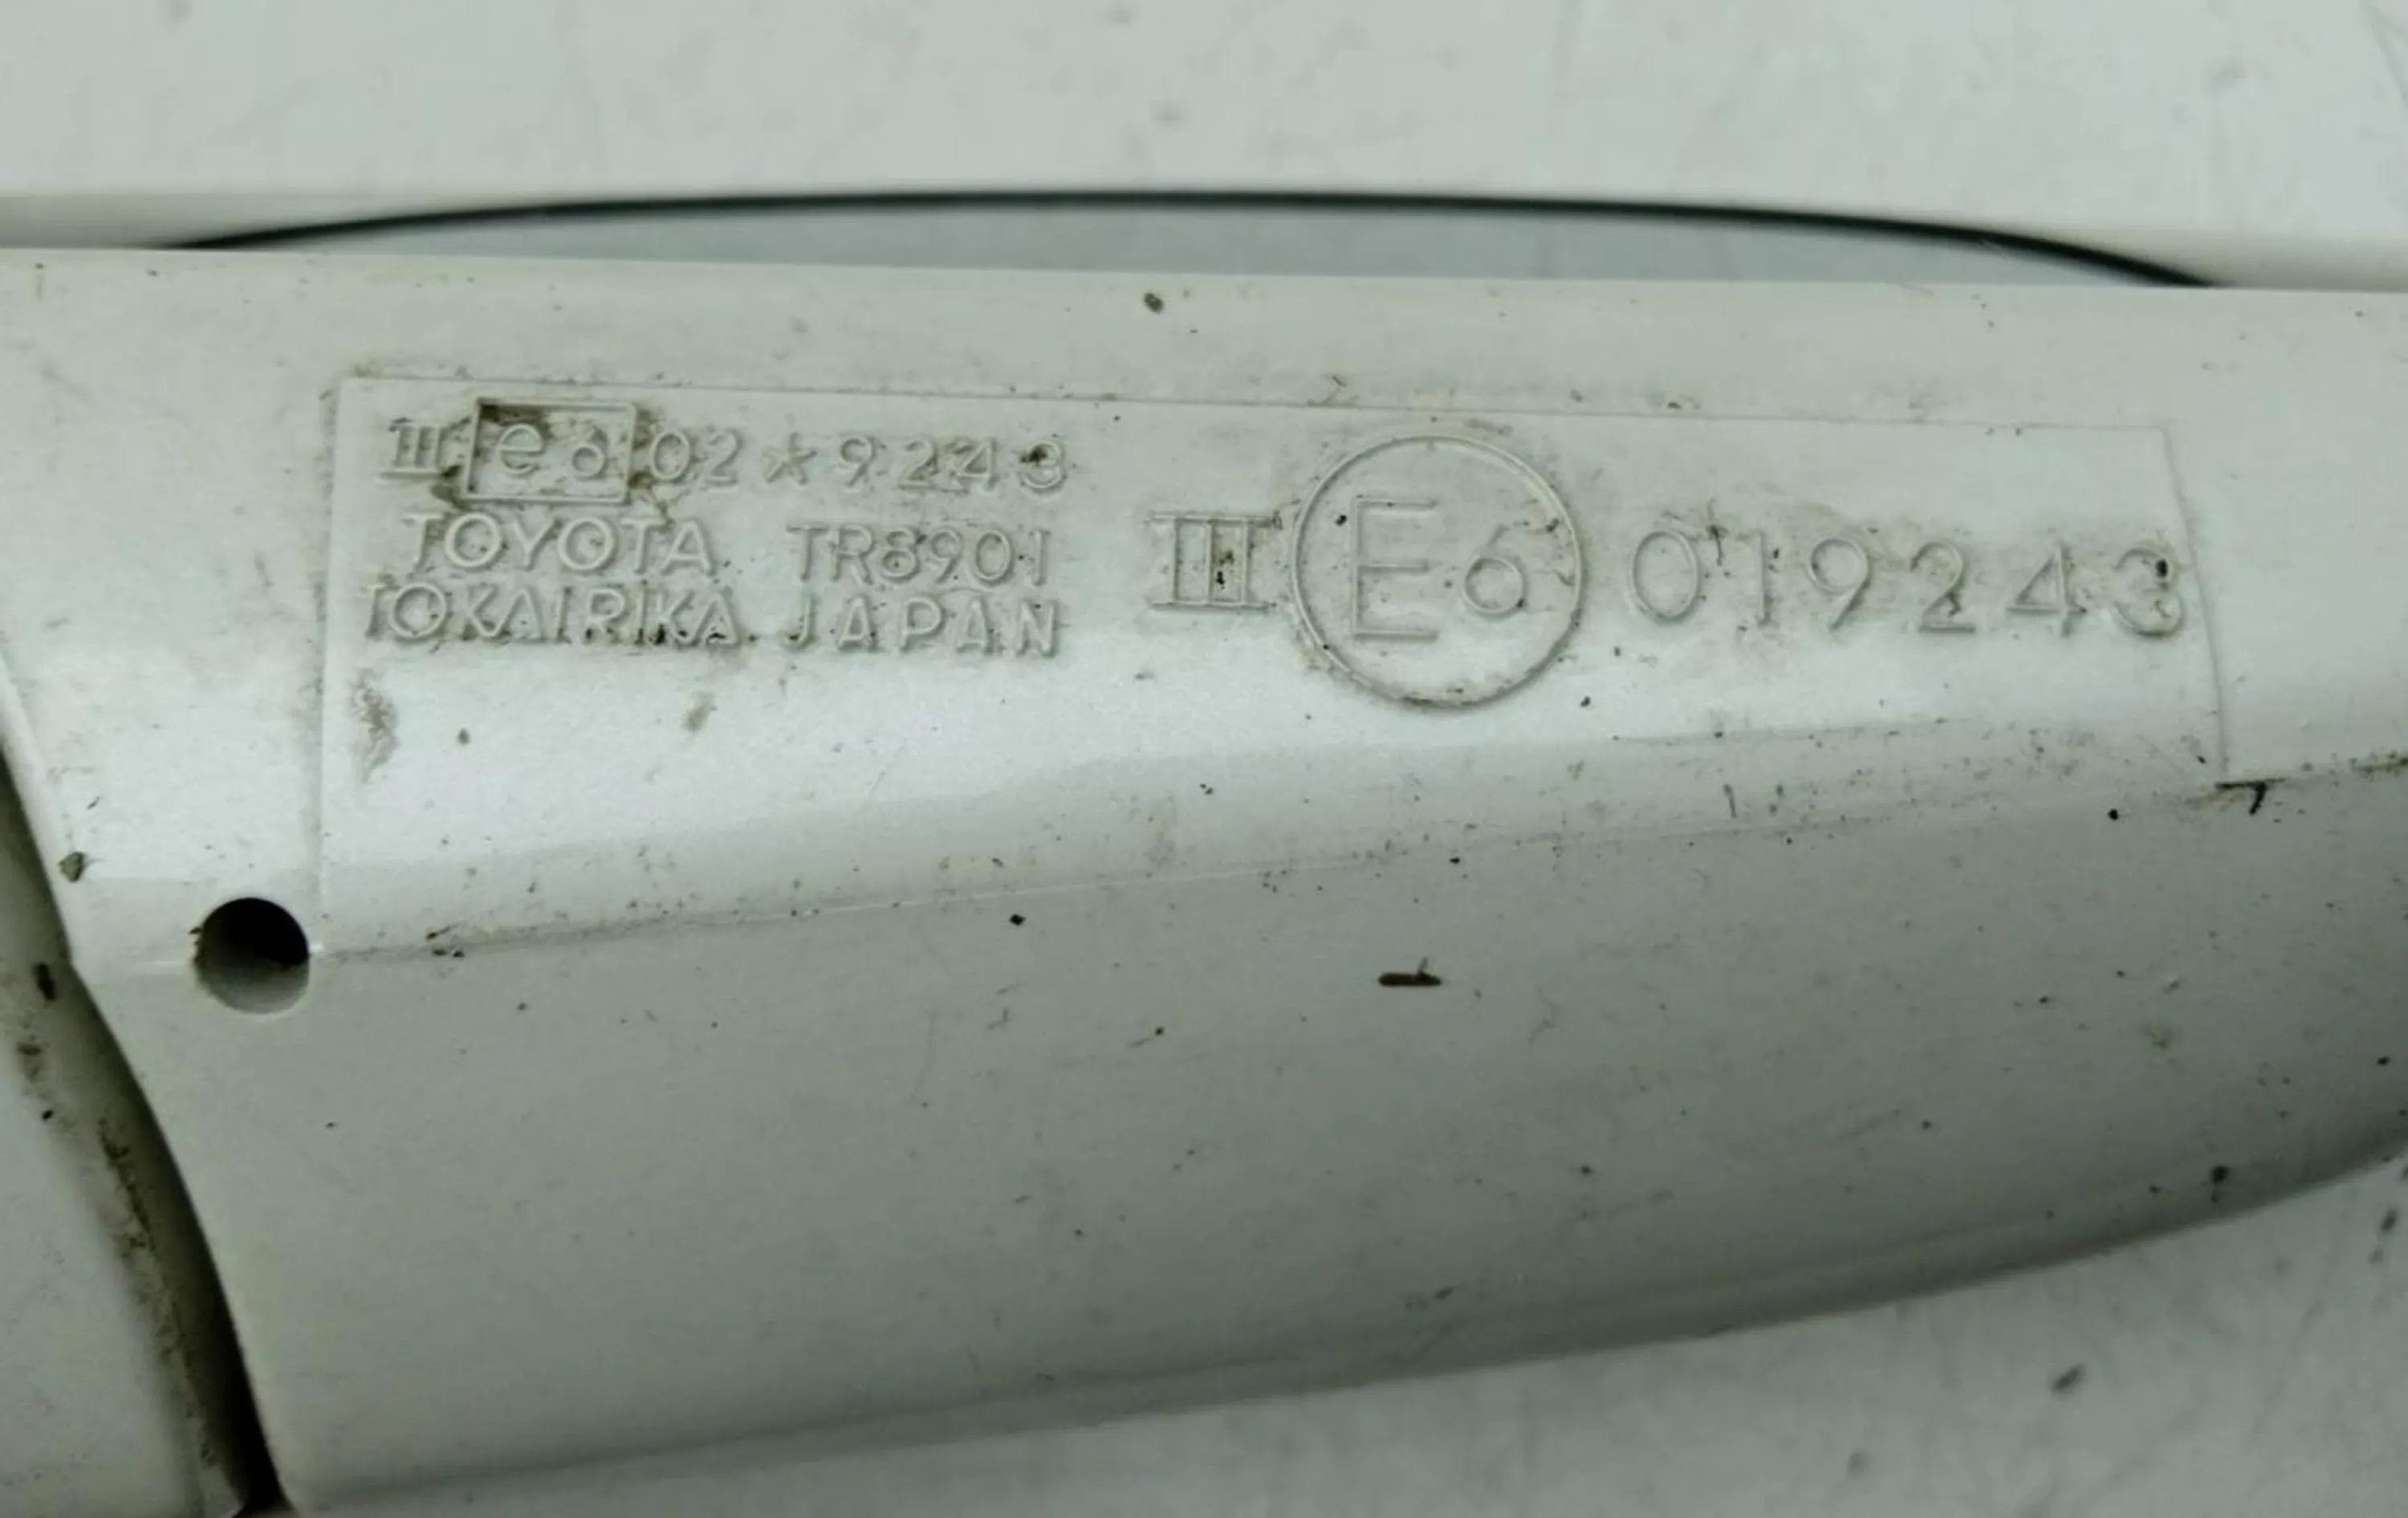 III e6 02*9243
TOYOTA TR8901
TOKAIRIKA JAPAN
III E6 019243